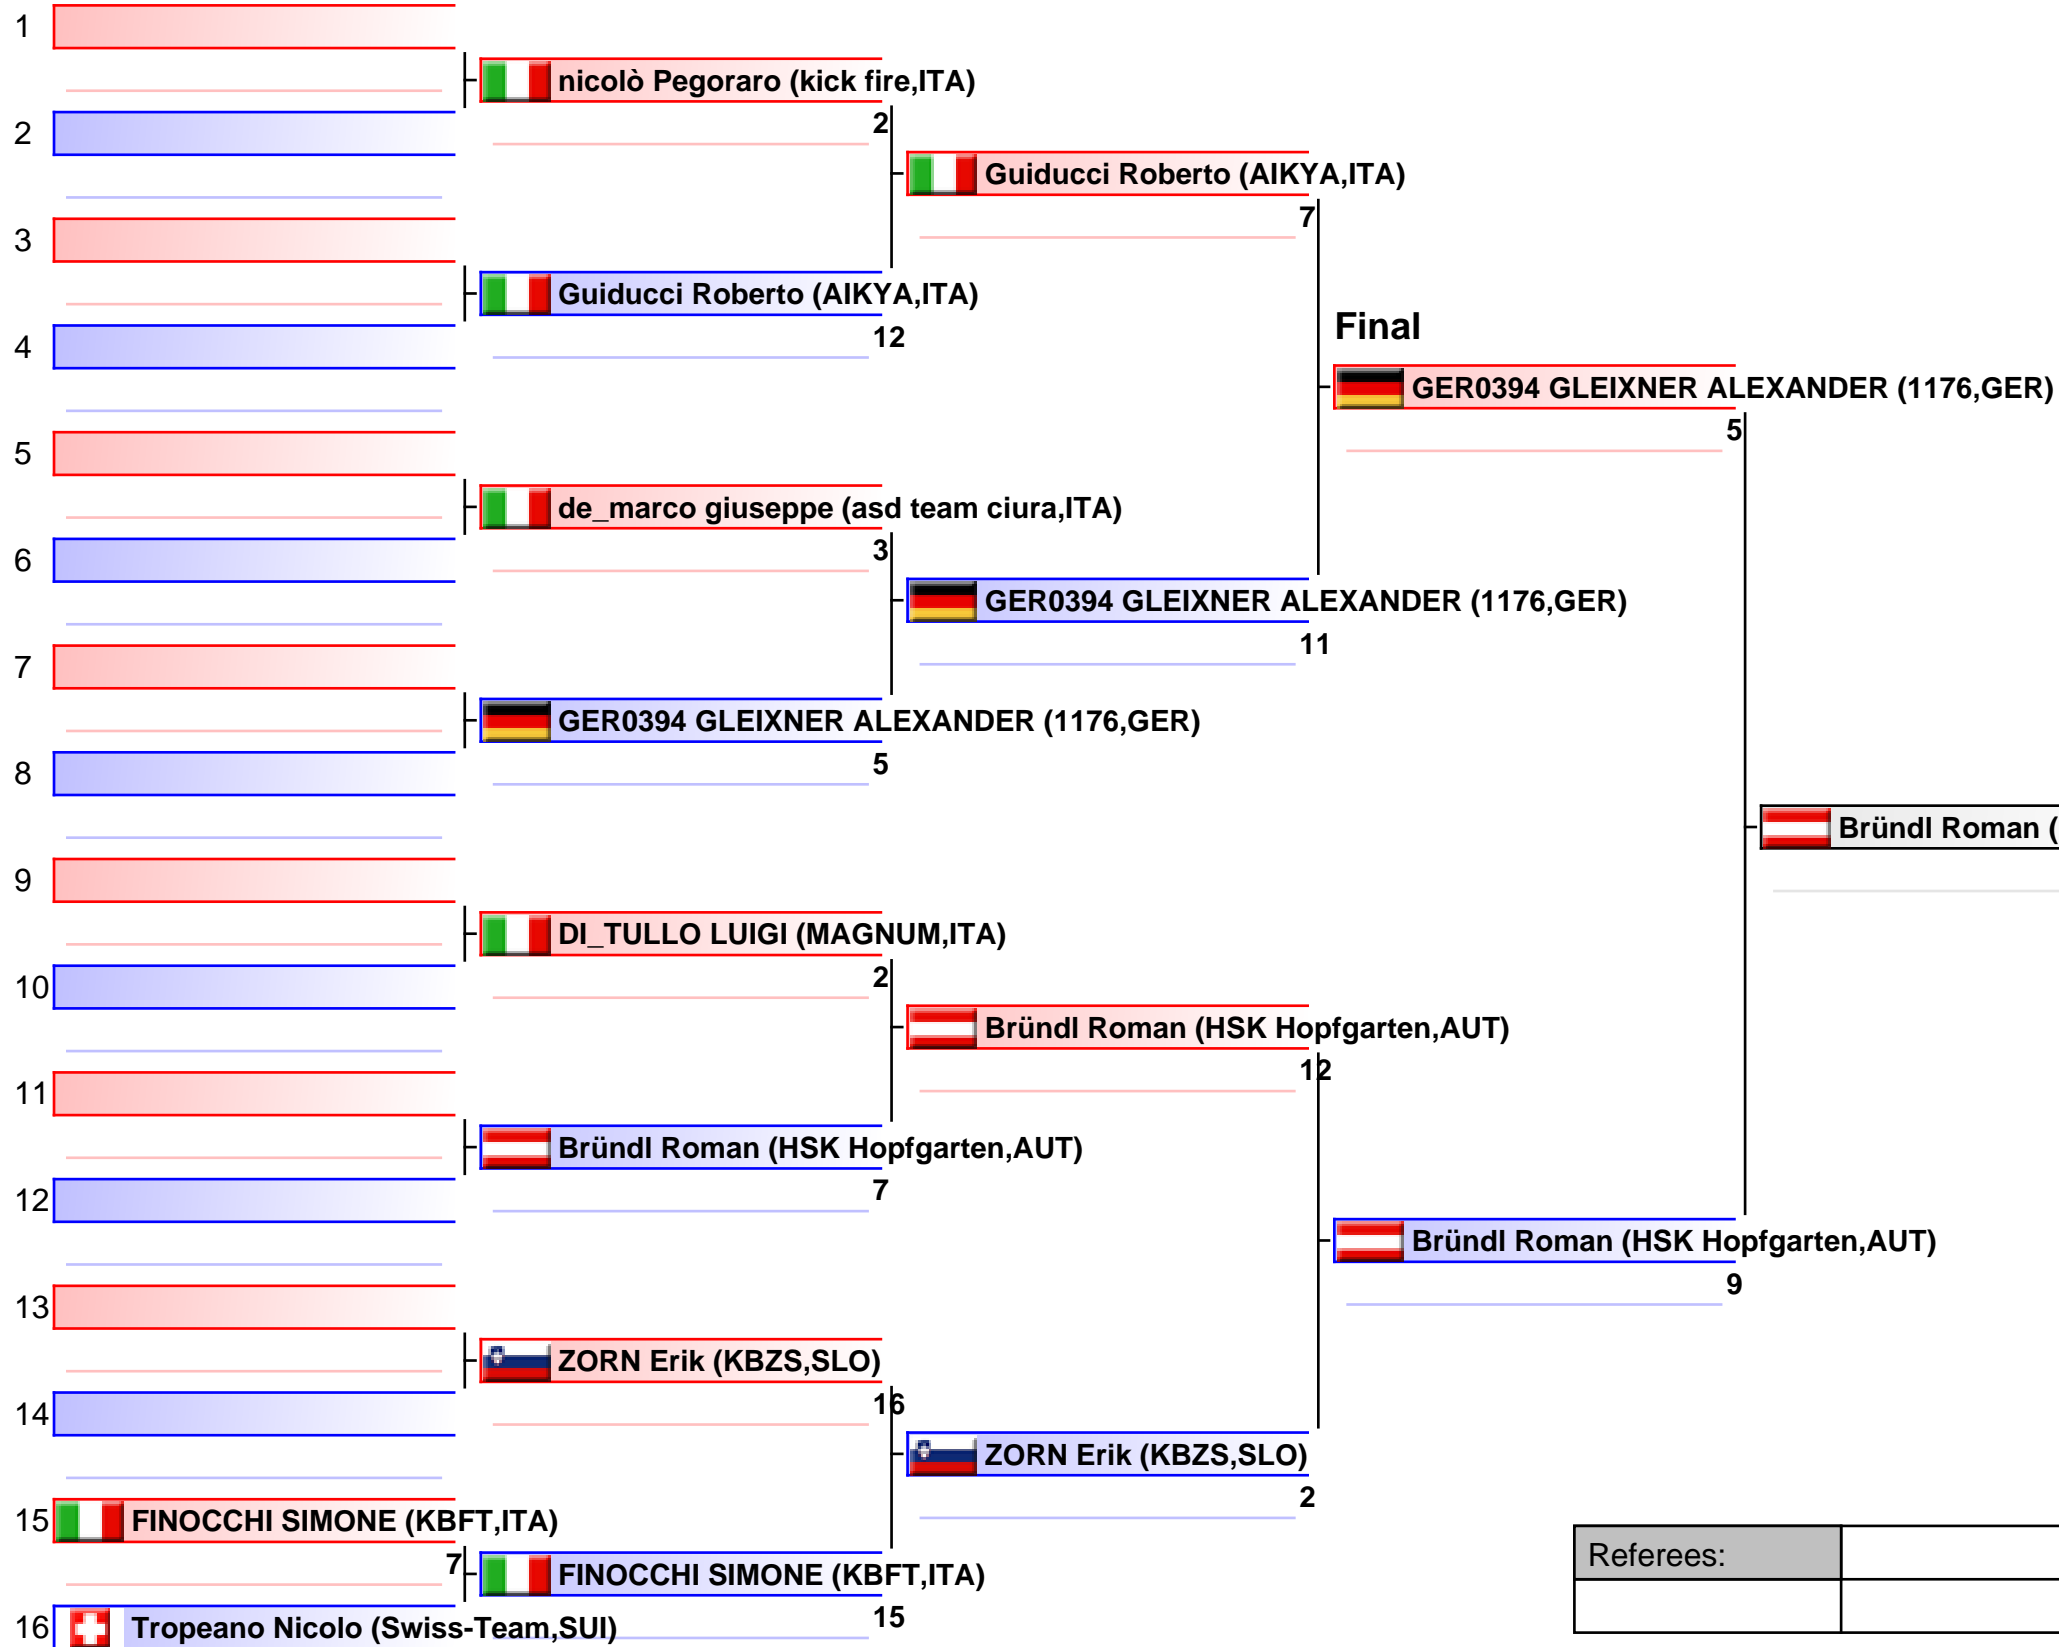 1
nicolò Pegoraro (kick fire,ITA)
2
2
Guiducci Roberto (AIKYA,ITA)
7
3
Guiducci Roberto (AIKYA,ITA)
12
4
Final
GER0394 GLEIXNER ALEXANDER (1176,GER)
5
5
de_marco giuseppe (asd team ciura,ITA)
3
6
GER0394 GLEIXNER ALEXANDER (1176,GER)
11
7
GER0394 GLEIXNER ALEXANDER (1176,GER)
5
8
Bründl Roman (
9
DI_TULLO LUIGI (MAGNUM,ITA)
2
10
Bründl Roman (HSK Hopfgarten,AUT)
12
11
Bründl Roman (HSK Hopfgarten,AUT)
7
12
Bründl Roman (HSK Hopfgarten,AUT)
9
13
ZORN Erik (KBZS,SLO)
16
14
ZORN Erik (KBZS,SLO)
2
15
FINOCCHI SIMONE (KBFT,ITA)
7
FINOCCHI SIMONE (KBFT,ITA)
15
16
Tropeano Nicolo (Swiss-Team,SUI)
Referees: